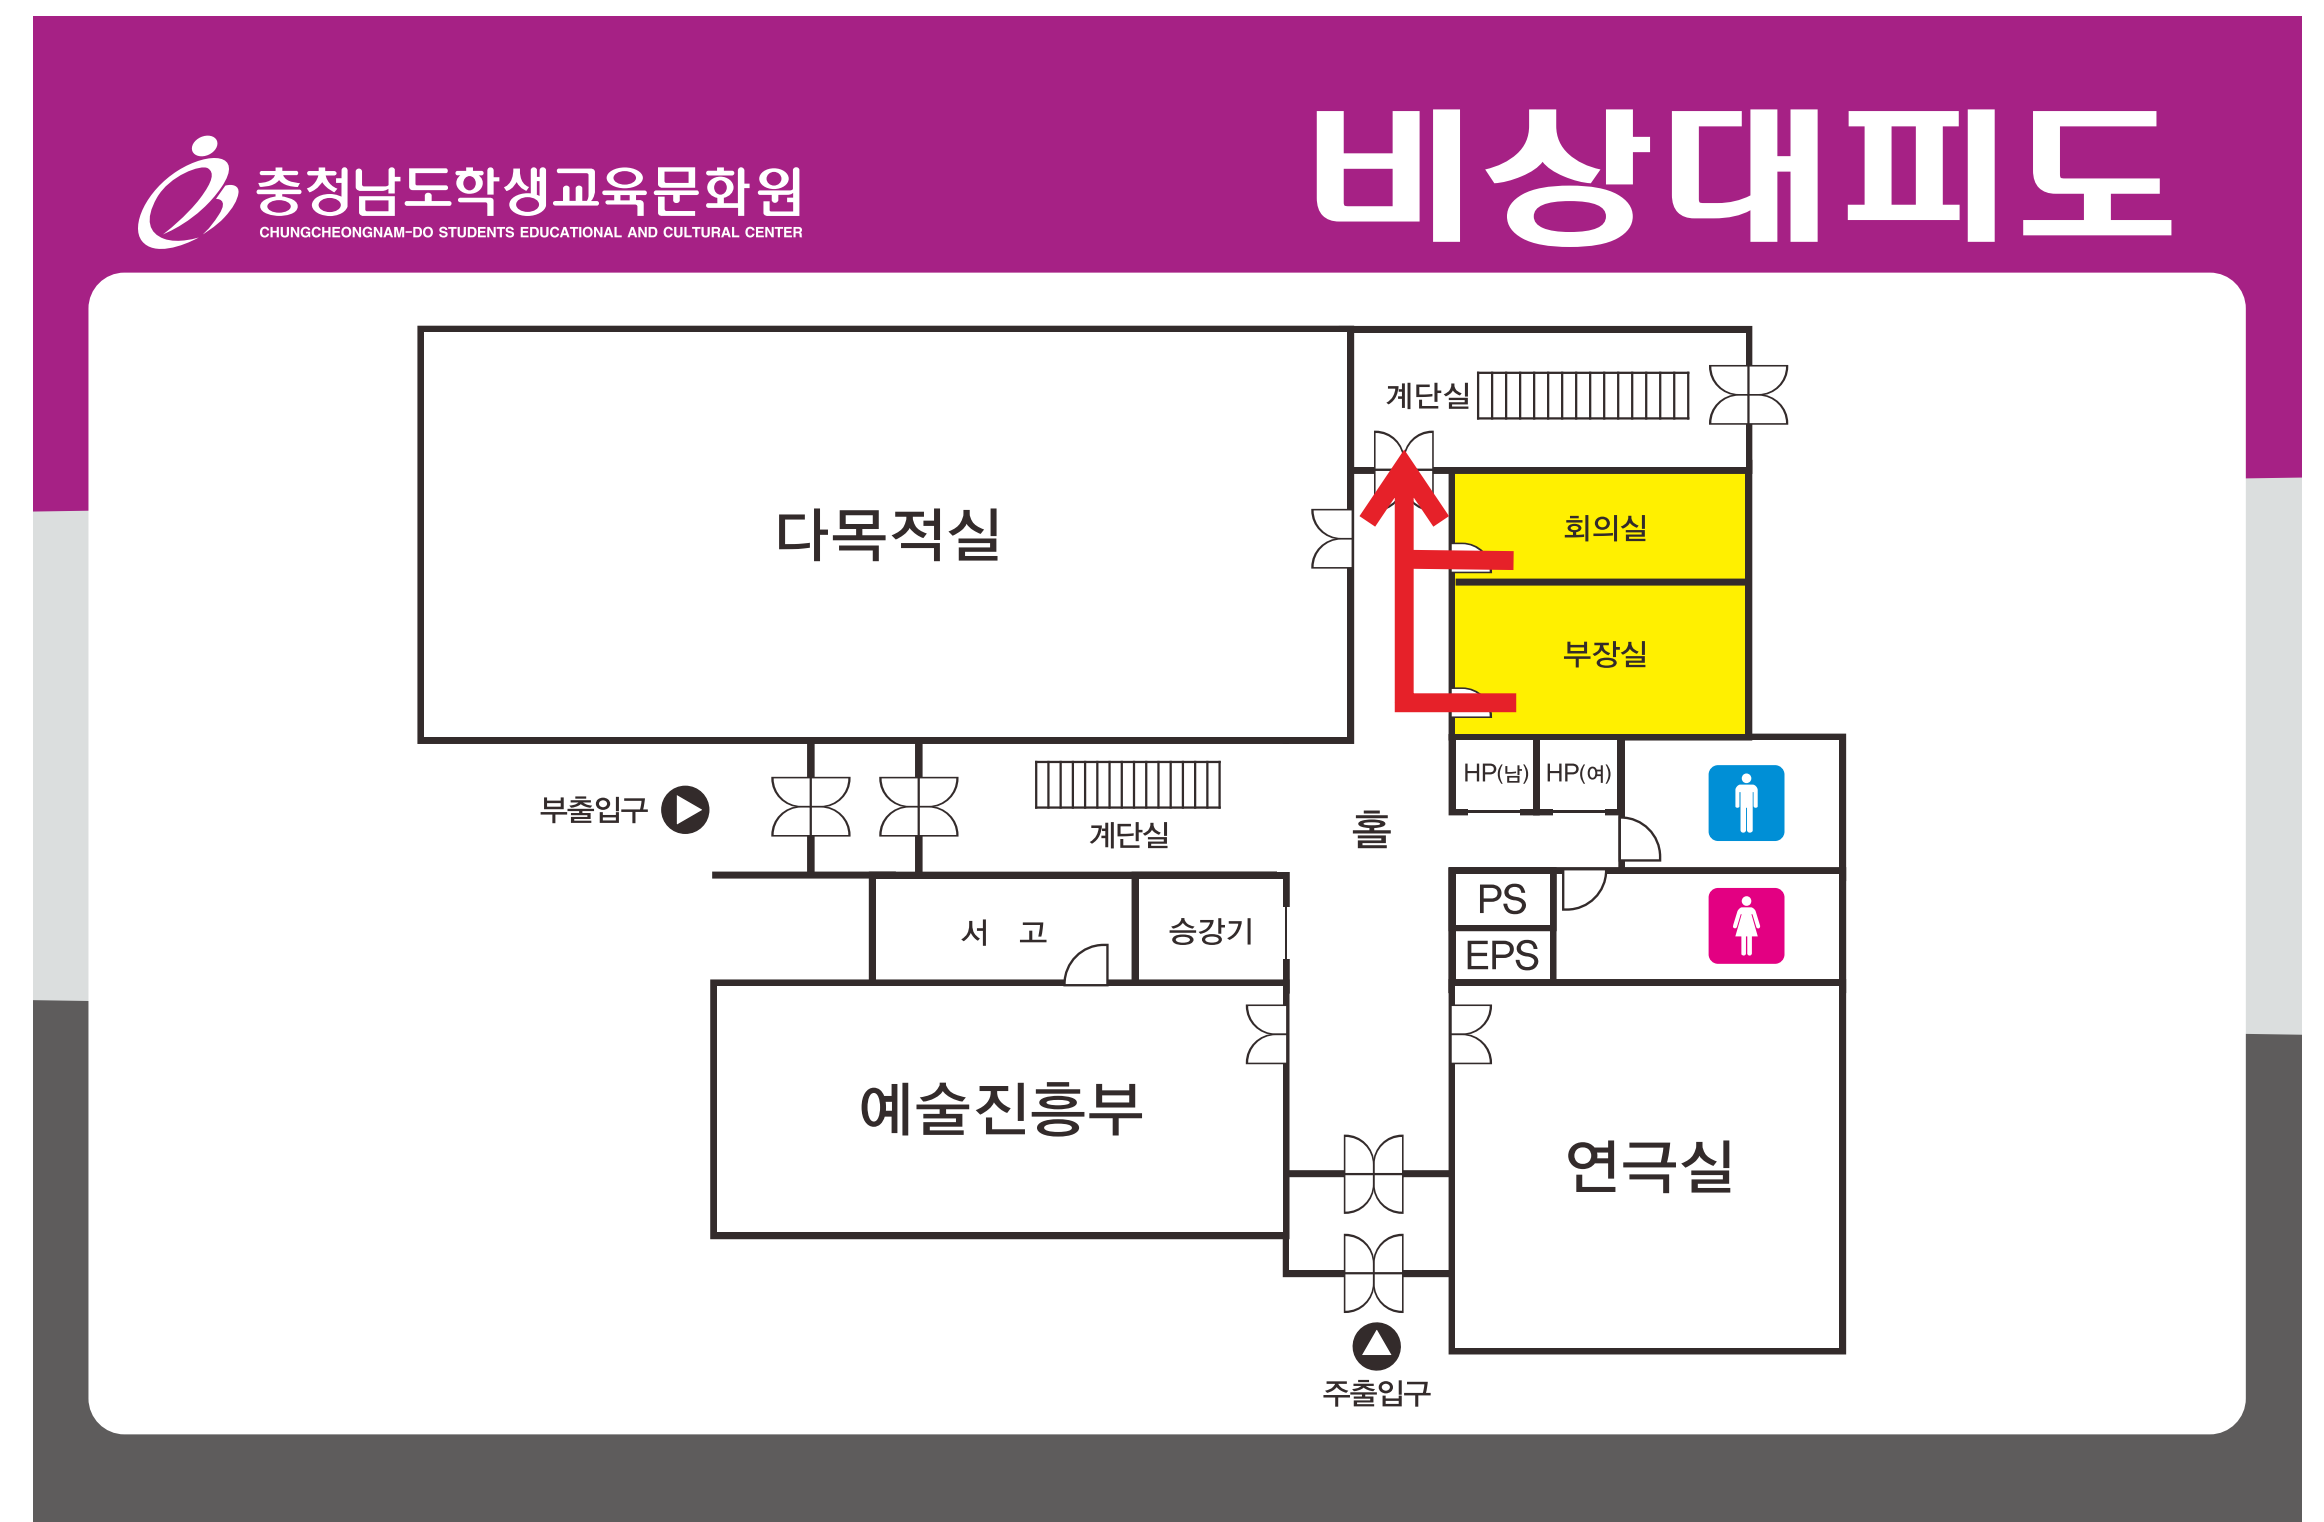 충청남도학생교육문화원
CHUNGCHEONGNAM-DO STUDENTS EDUCATIONAL AND CULTURAL CENTER
비상대피도
계단실
다목적실
회의실
부장실
HP(남) HP(여)
부출입구
계단실
홀
PS
서 고
승강기
EPS
예술진흥부
연극실
주출입구